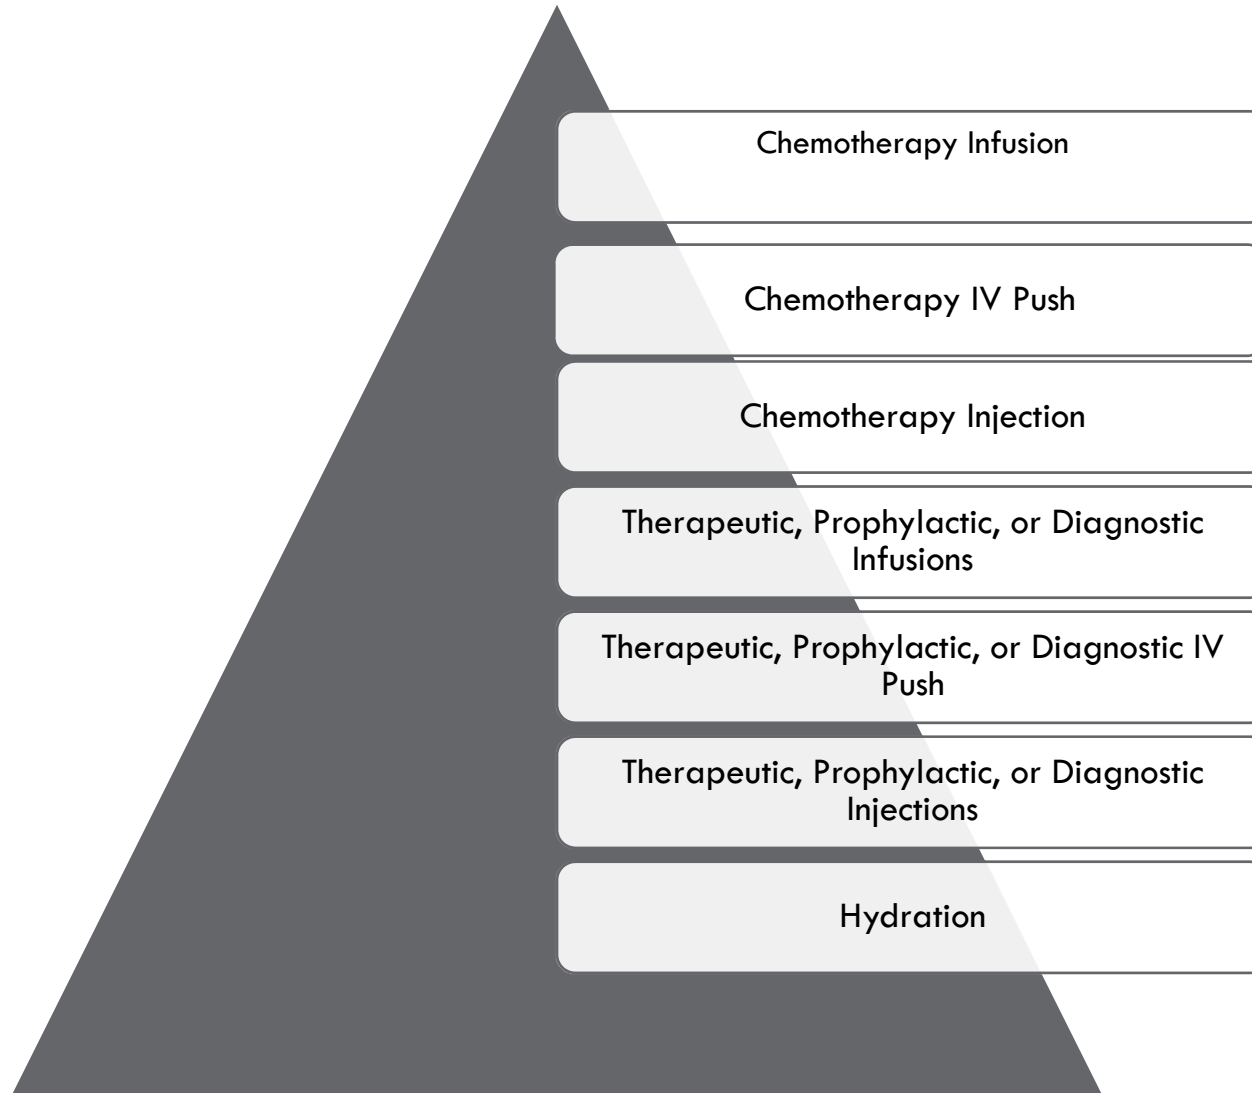 Chemotherapy Infusion
Chemotherapy IV Push
Chemotherapy Injection
Therapeutic, Prophylactic, or Diagnostic
Infusions
Therapeutic, Prophylactic, or Diagnostic IV
Push
Therapeutic, Prophylactic, or Diagnostic
Injections
Hydration